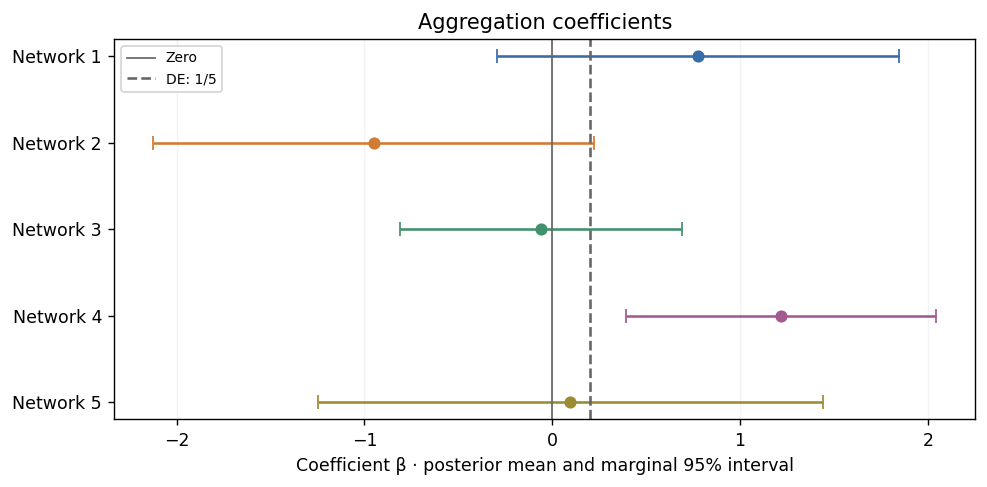 Aggregation coefficients
Zero
DE: 1/5
Network 1
Network 2
Network 3
Network 4
Network 5
−2
−1
0
1
2
Coefficient β · posterior mean and marginal 95% interval